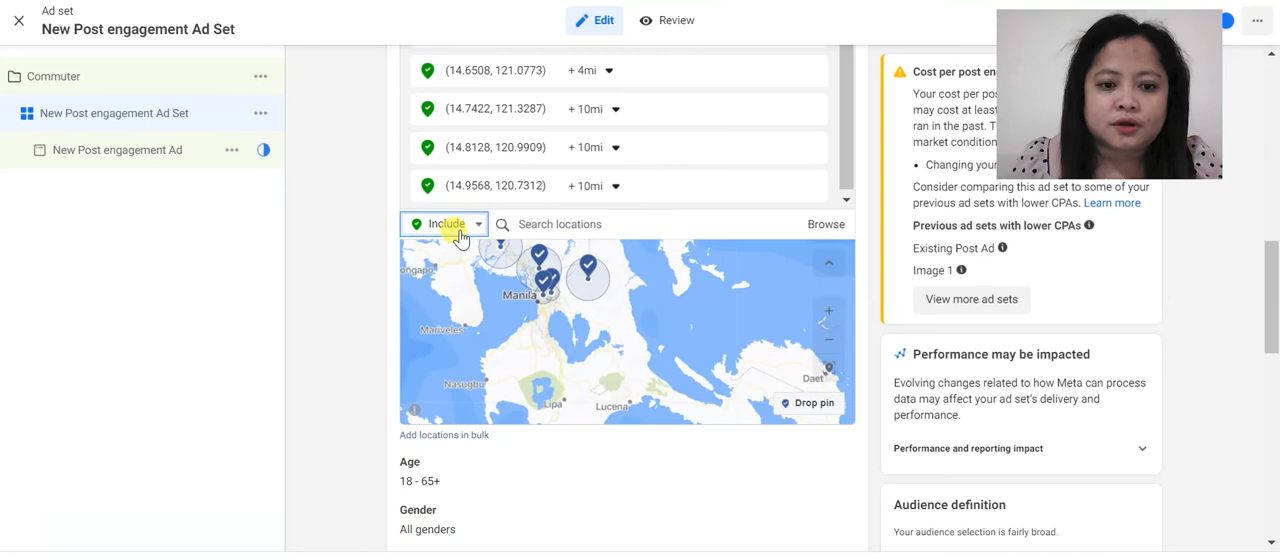 Ad set
New Post engagement Ad Set
Edit
Review
Commuter
New Post engagement Ad Set
New Post engagement Ad
(14.6508, 121.0773) + 4mi
(14.7422, 121.3287) + 10mi
(14.8128, 120.9909) + 10mi
(14.9568, 120.7312) + 10mi
Include
Search locations
Browse
ongapo
Manila
Mariveles
Nasugbu
Lipa
Lucena
Daet
Drop pin
Add locations in bulk
Age
18 - 65+
Gender
All genders
Cost per post en
Your cost per pos
may cost at least
ran in the past. T
market condition
• Changing your
Consider comparing this ad set to some of your
previous ad sets with lower CPAs. Learn more
Previous ad sets with lower CPAs
Existing Post Ad
Image 1
View more ad sets
Performance may be impacted
Evolving changes related to how Meta can process
data may affect your ad set's delivery and
performance.
Performance and reporting impact
Audience definition
Your audience selection is fairly broad.